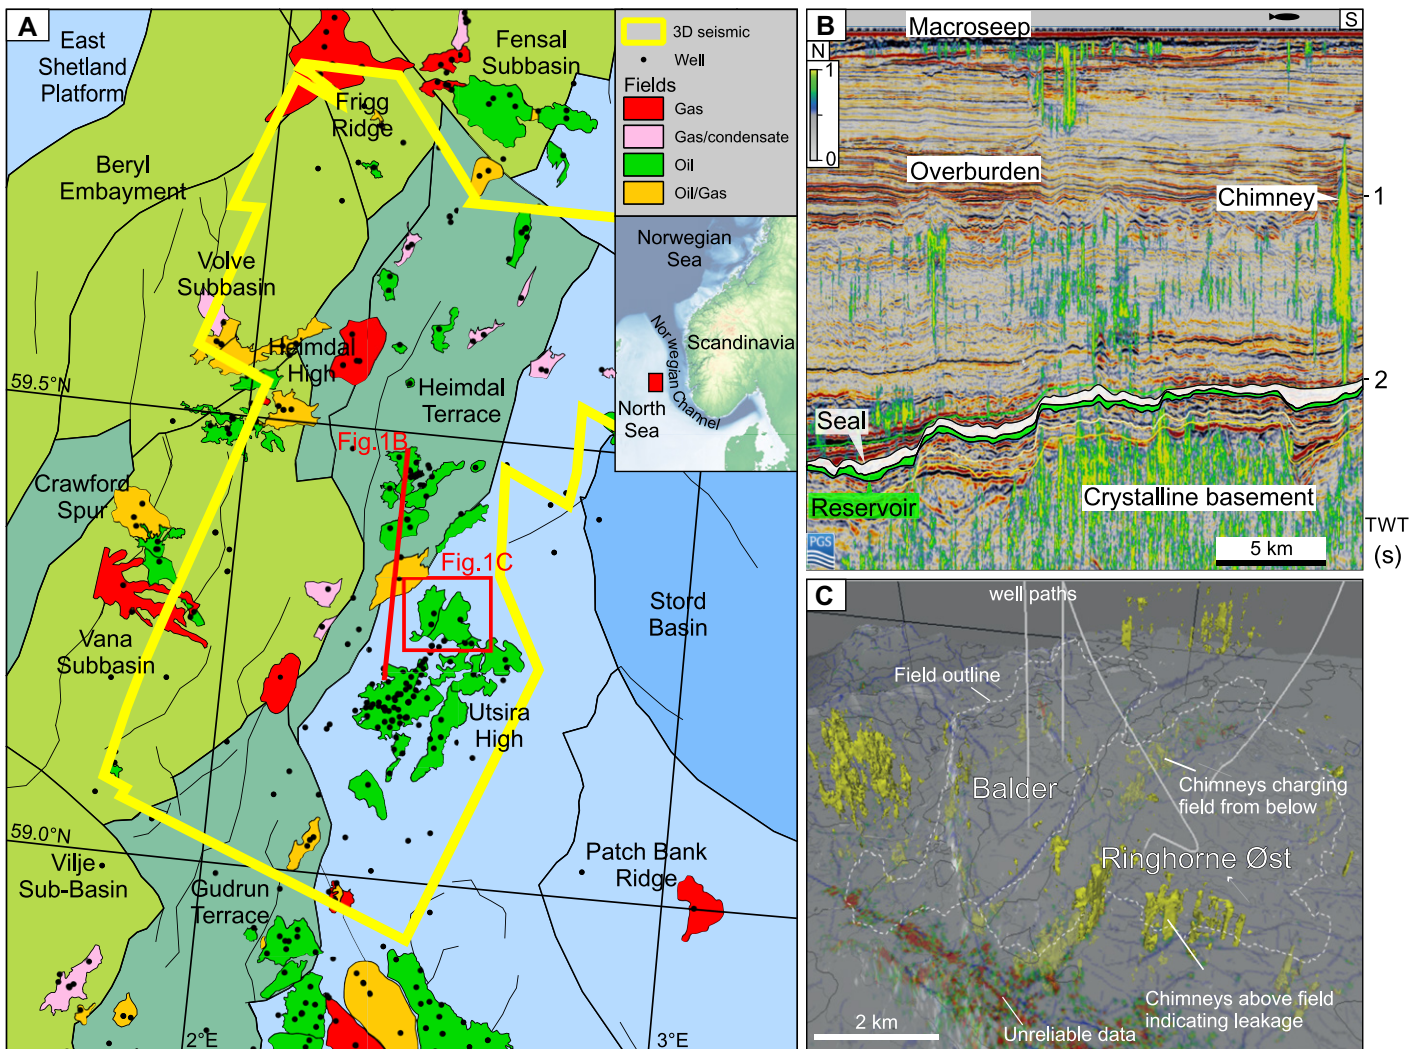 A
East
Shetland
Platform
Fensal
Subbasin
Frigg
Ridge
Beryl
Embayment
Volve
Subbasin
Heimdal
High
59.5°N
Heimdal
Terrace
Fig.1B
Crawford
Spur
Fig.1C
Stord
Basin
Vana
Subbasin
Utsira
High
59.0°N
Vilje
Sub-Basin
Gudrun
Terrace
Patch Bank
Ridge
2°E
3°E
3D seismic
Well
Fields
Gas
Gas/condensate
Oil
Oil/Gas
Norwegian
Sea
Norwegian Channel
Scandinavia
North
Sea
B
Macroseep
S
N
1
0
Overburden
Chimney
1
2
Seal
Reservoir
Crystalline basement
TWT
(s)
PGS
5 km
C
well paths
Field outline
Balder
Chimneys charging
field from below
Ringhorne Øst
Chimneys above field
indicating leakage
Unreliable data
2 km